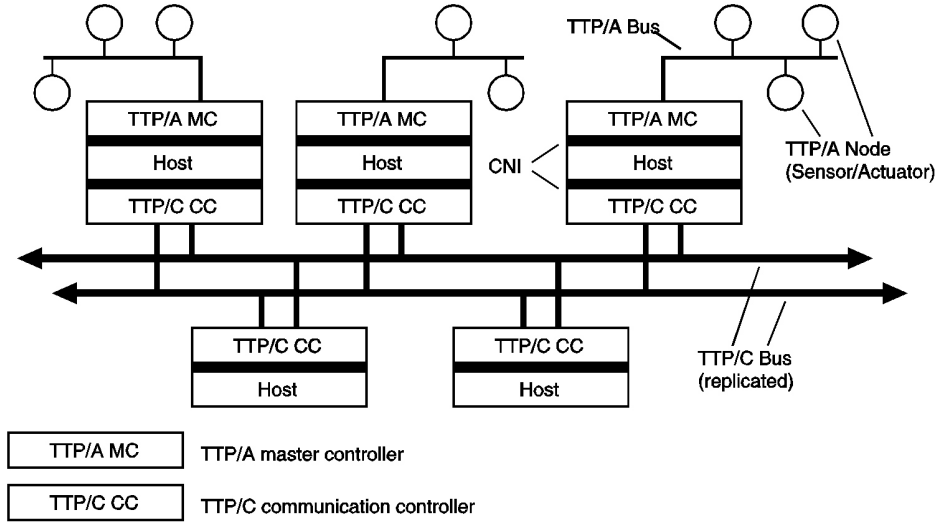 TTP/A Bus
TTP/A MC
TTP/A MC
TTP/A MC
Host
Host
CNI
Host
TTP/A Node
(Sensor/Actuator)
TTP/C CC
TTP/C CC
TTP/C CC
TTP/C CC
TTP/C CC
TTP/C Bus
(replicated)
Host
Host
TTP/A MC
TTP/A master controller
TTP/C CC
TTP/C communication controller